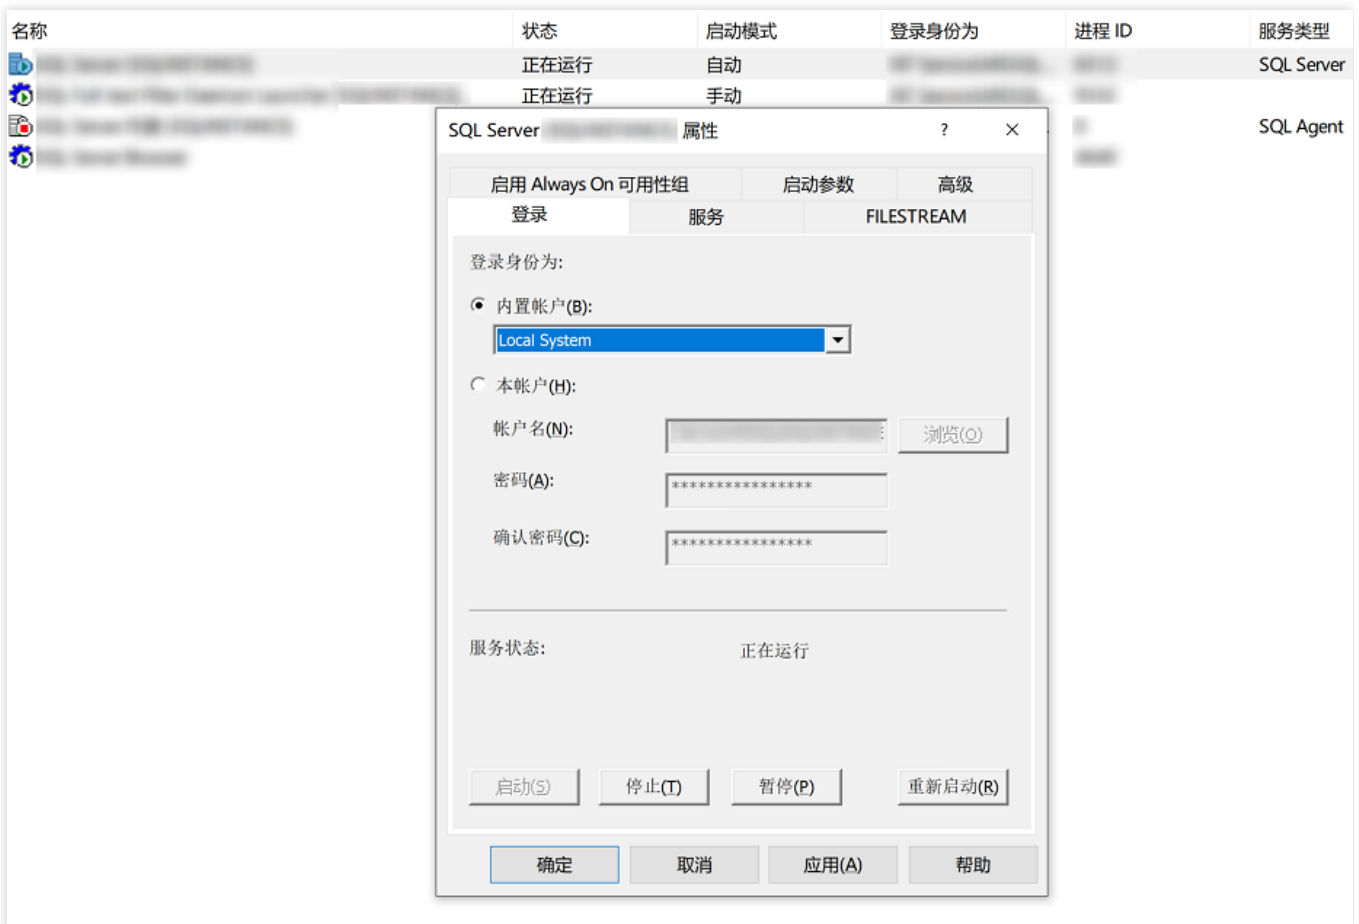 名称 状态 启动模式 登录身份为 进程 ID 服务类型
正在运行 自动 SQL Server
正在运行 手动
SQL Agent
SQL Server 属性 ? ×
启用 Always On 可用性组 启动参数 高级
登录 服务 FILESTREAM
登录身份为:
内置帐户(B):
Local System
本帐户(H):
帐户名(N): 浏览(O)
密码(A): ****************
确认密码(C): ****************
服务状态: 正在运行
启动(S) 停止(T) 暂停(P) 重新启动(R)
确定 取消 应用(A) 帮助